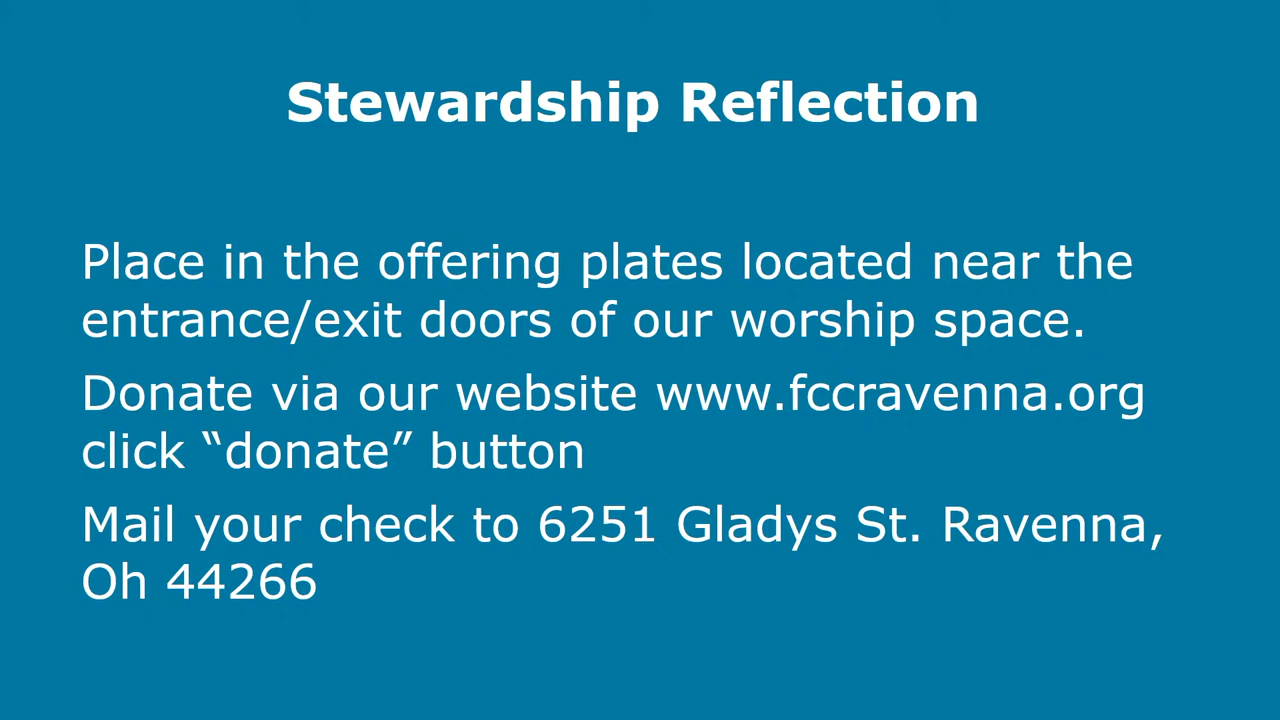 Stewardship Reflection
Place in the offering plates located near the
entrance/exit doors of our worship space.
Donate via our website www.fccravenna.org
click “donate” button
Mail your check to 6251 Gladys St. Ravenna,
Oh 44266